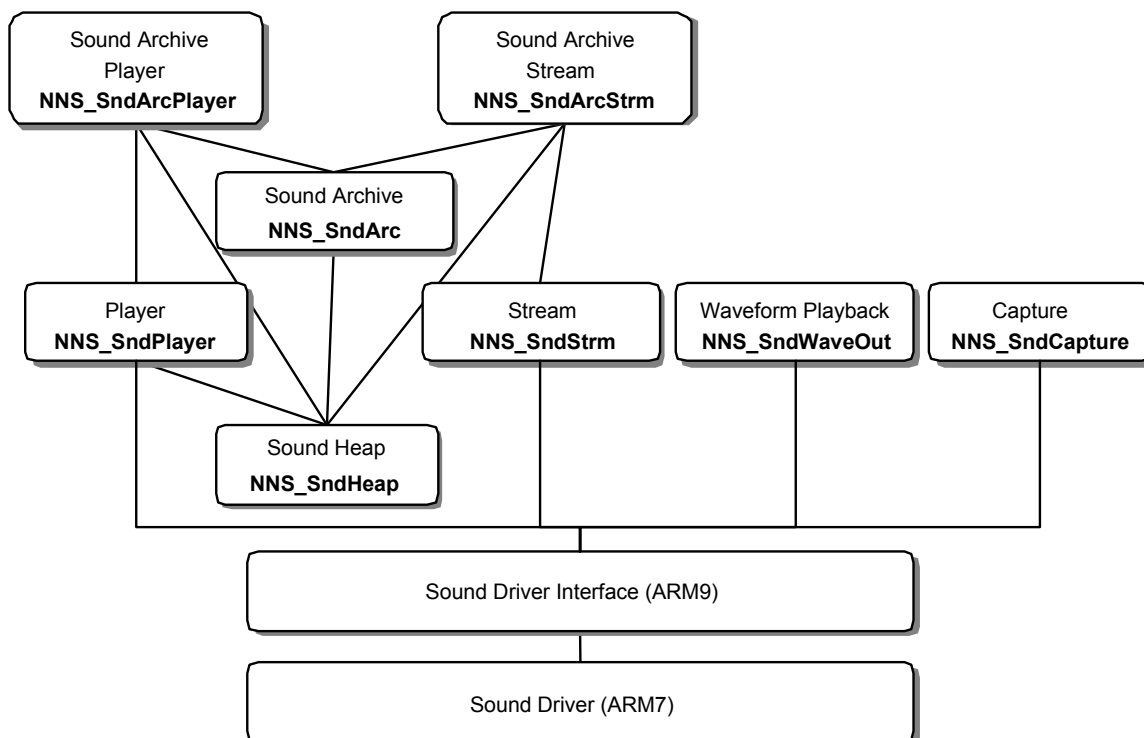 Sound Archive
Player
NNS_SndArcPlayer
Sound Archive
Stream
NNS_SndArcStrm
Sound Archive
NNS_SndArc
Player
NNS_SndPlayer
Stream
NNS_SndStrm
Waveform Playback
NNS_SndWaveOut
Capture
NNS_SndCapture
Sound Heap
NNS_SndHeap
Sound Driver Interface (ARM9)
Sound Driver (ARM7)